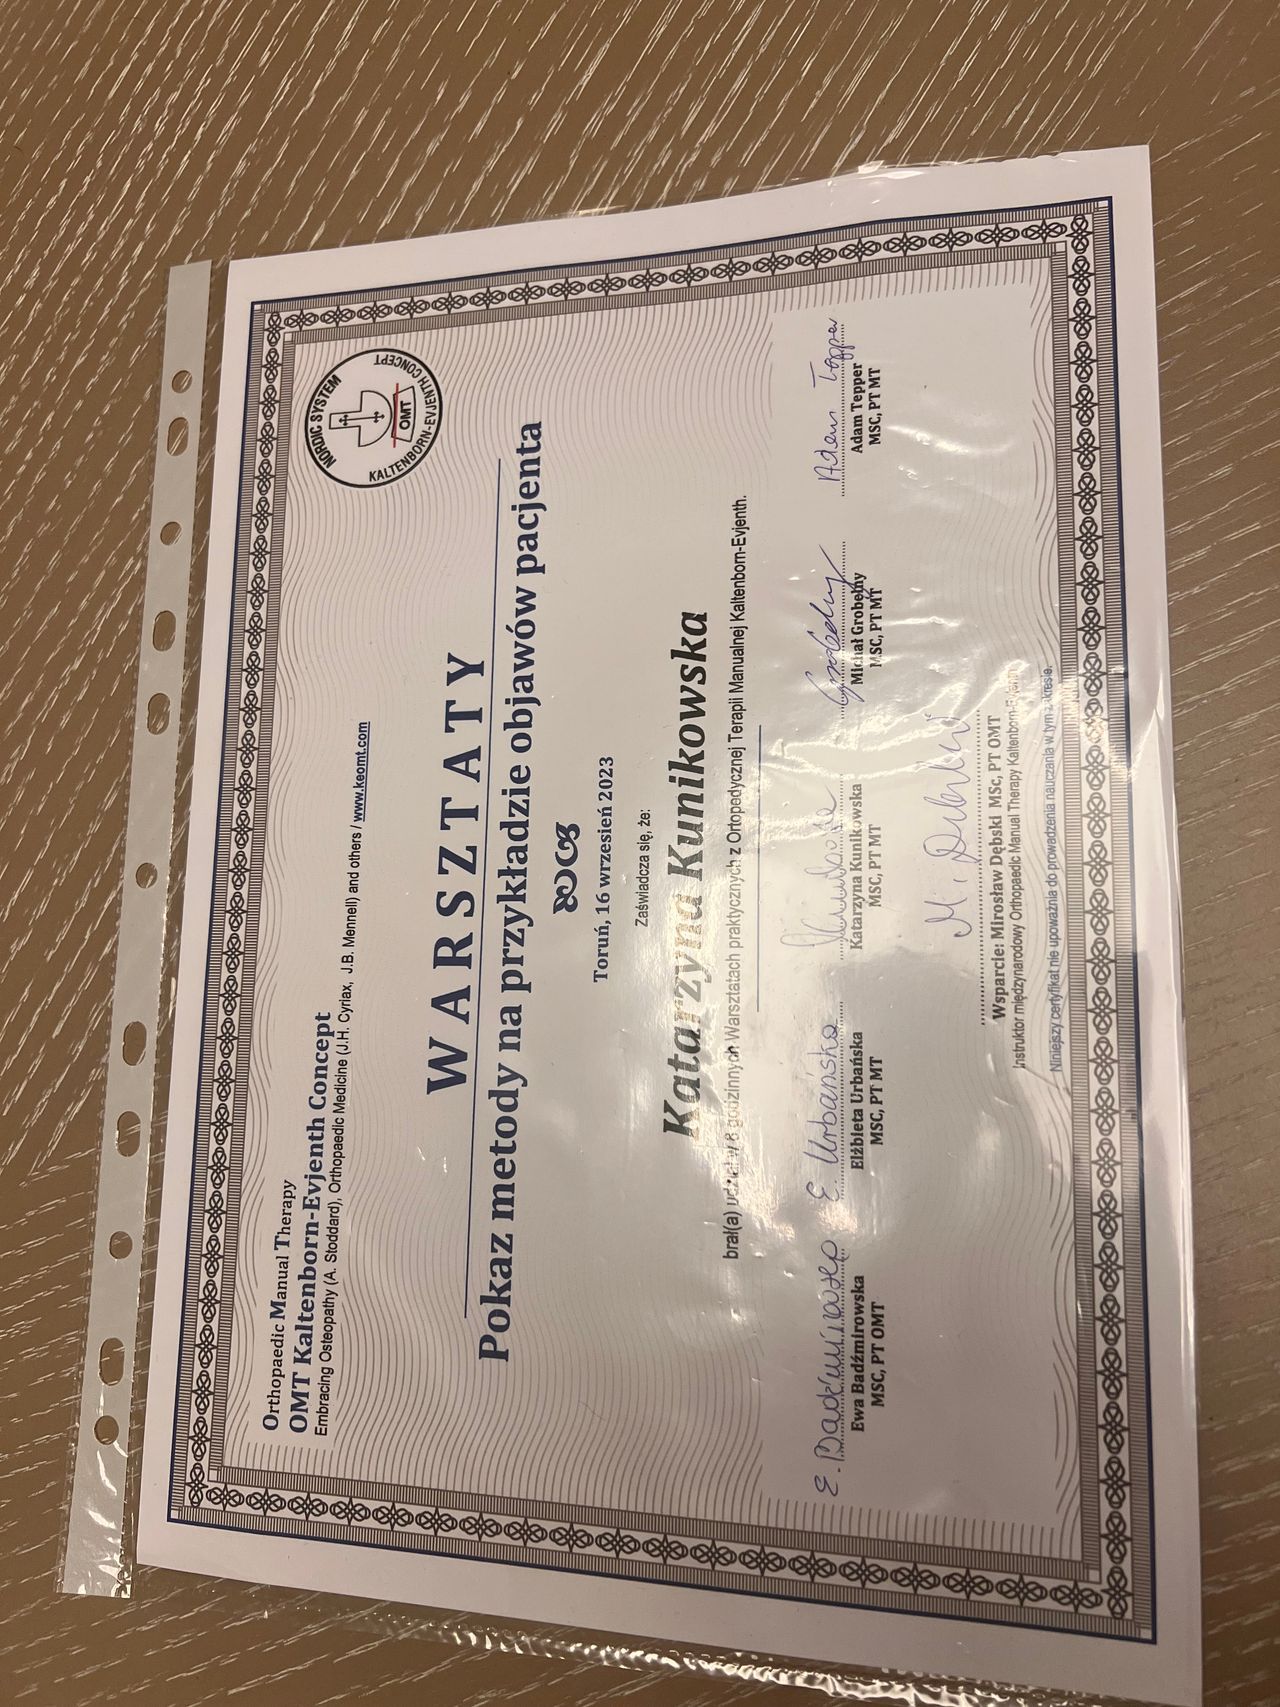 Orthopaedic Manual Therapy
OMT Kaltenborn-Evjenth Concept
Embracing Osteopathy (A. Stoddard), Orthopaedic Medicine (J.H. Cyriax, J.B. Mennell) and others / www.keomt.com
NORDIC SYSTEM
OMT
KALTENBORN-EVJENTH CONCEPT
WARSZTATY
Pokaz metody na przykładzie objawów pacjenta
Toruń, 16 wrzesień 2023
Zaświadcza się, że:
Katarzyna Kunikowska
brał(a) udział w 8 godzinnych Warsztatach praktycznych z Ortopedycznej Terapii Manualnej Kaltenborn-Evjenth.
E. Urbańska Adam Tepper
Ewa Badźmirowska Elżbieta Urbańska Katarzyna Kunikowska Michał Grobelny Adam Tepper
MSC, PT OMT MSC, PT MT MSC, PT MT MSC, PT MT MSC, PT MT
Wsparcie: Mirosław Dębski MSc, PT OMT
Instruktor międzynarodowy Orthopaedic Manual Therapy Kaltenborn-Evjenth
Niniejszy certyfikat nie upoważnia do prowadzenia nauczania w tym zakresie.